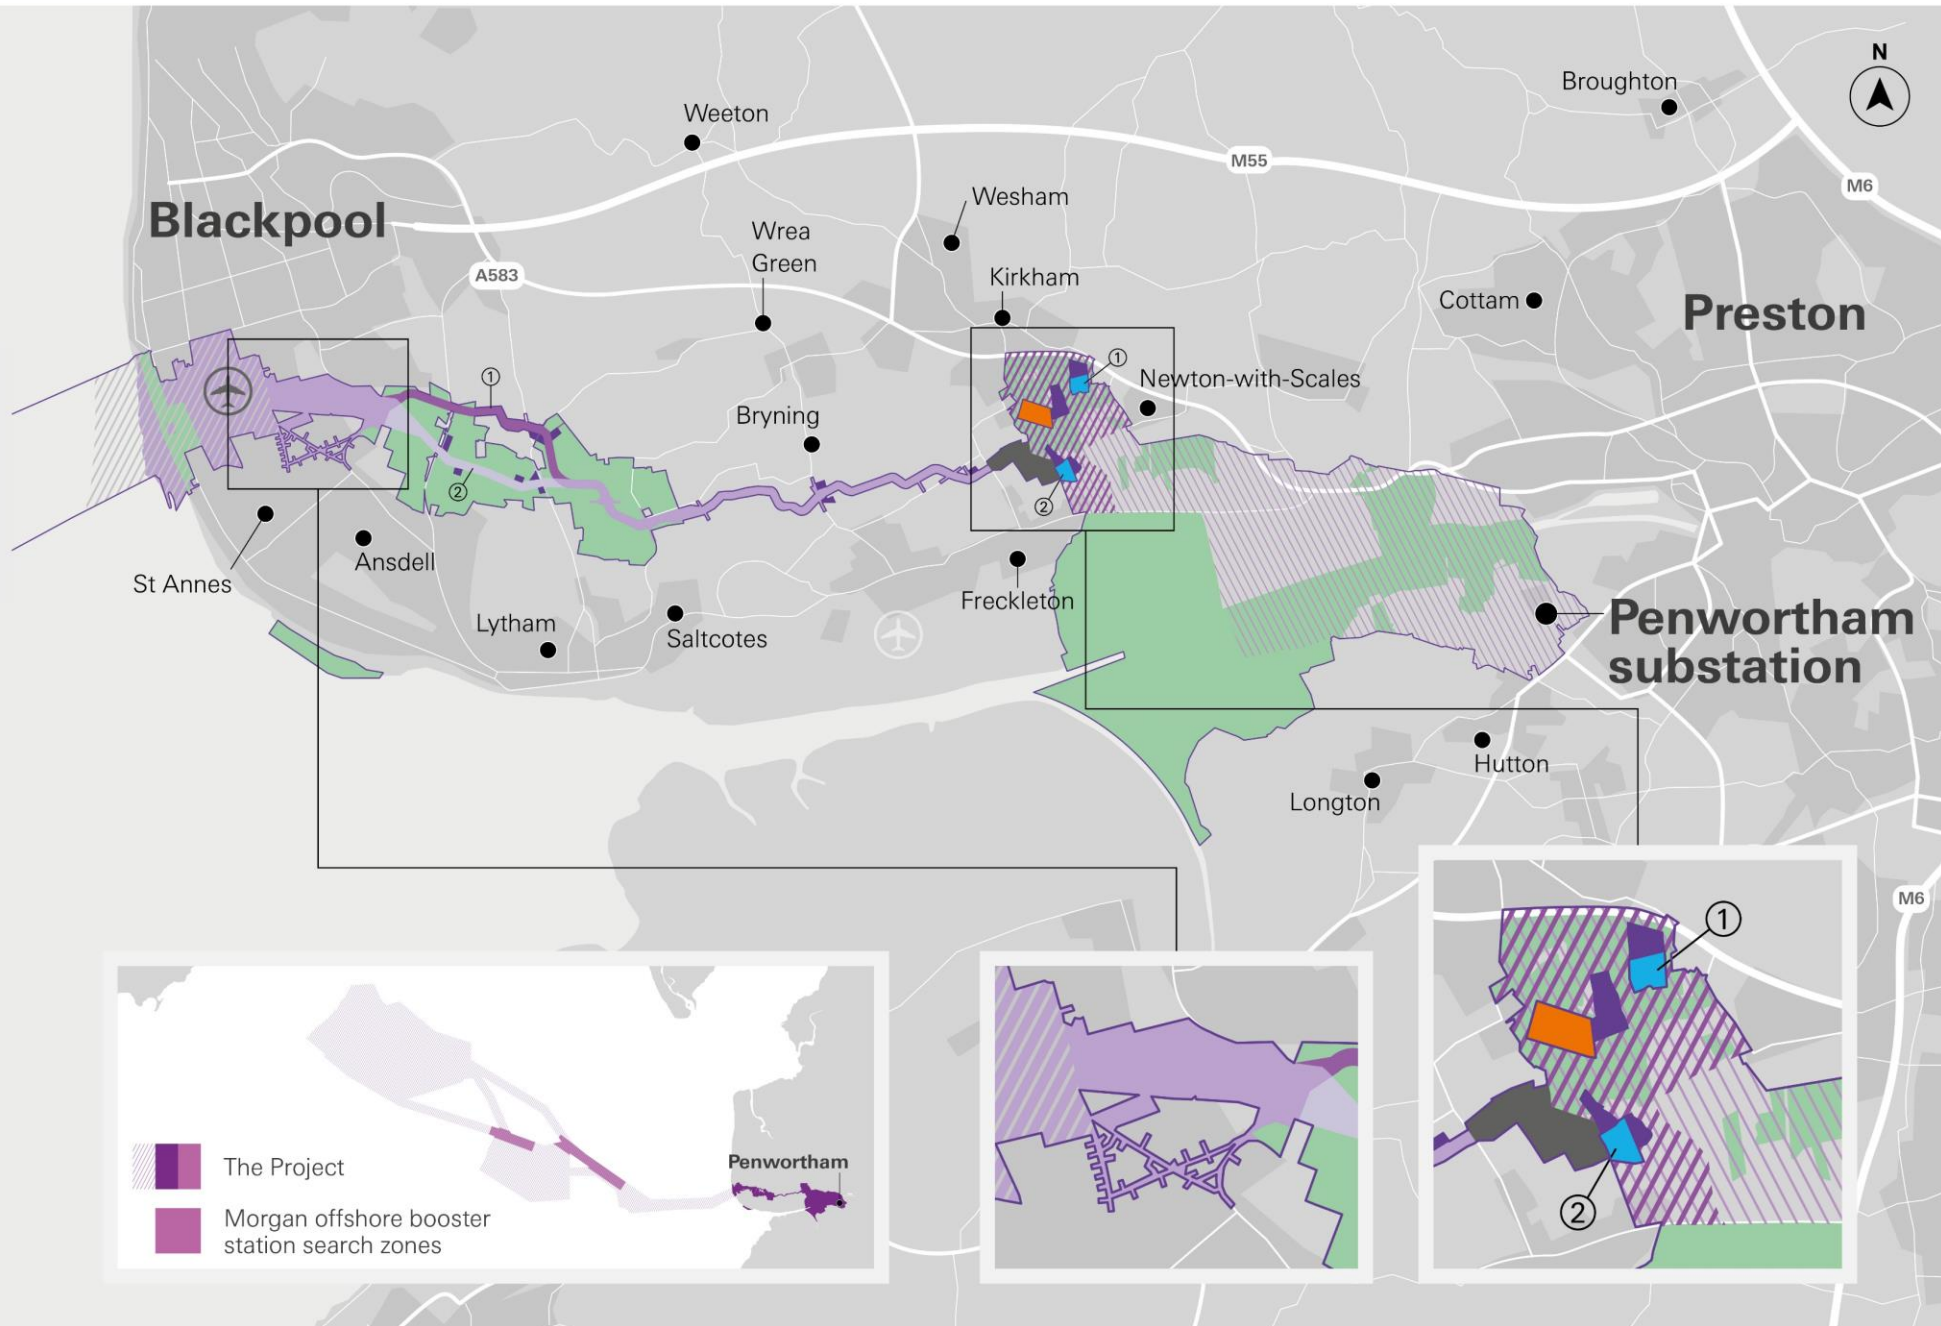 N
Broughton
Weeton
M55
M6
Wesham
Blackpool
Wrea
Green
A583
Kirkham
Cottam
Preston
1
1
Newton-with-Scales
Bryning
2
2
St Annes
Ansdell
Freckleton
Lytham
Saltcotes
Penwortham
substation
Hutton
Longton
M6
1
2
Penwortham
The Project
Morgan offshore booster
station search zones